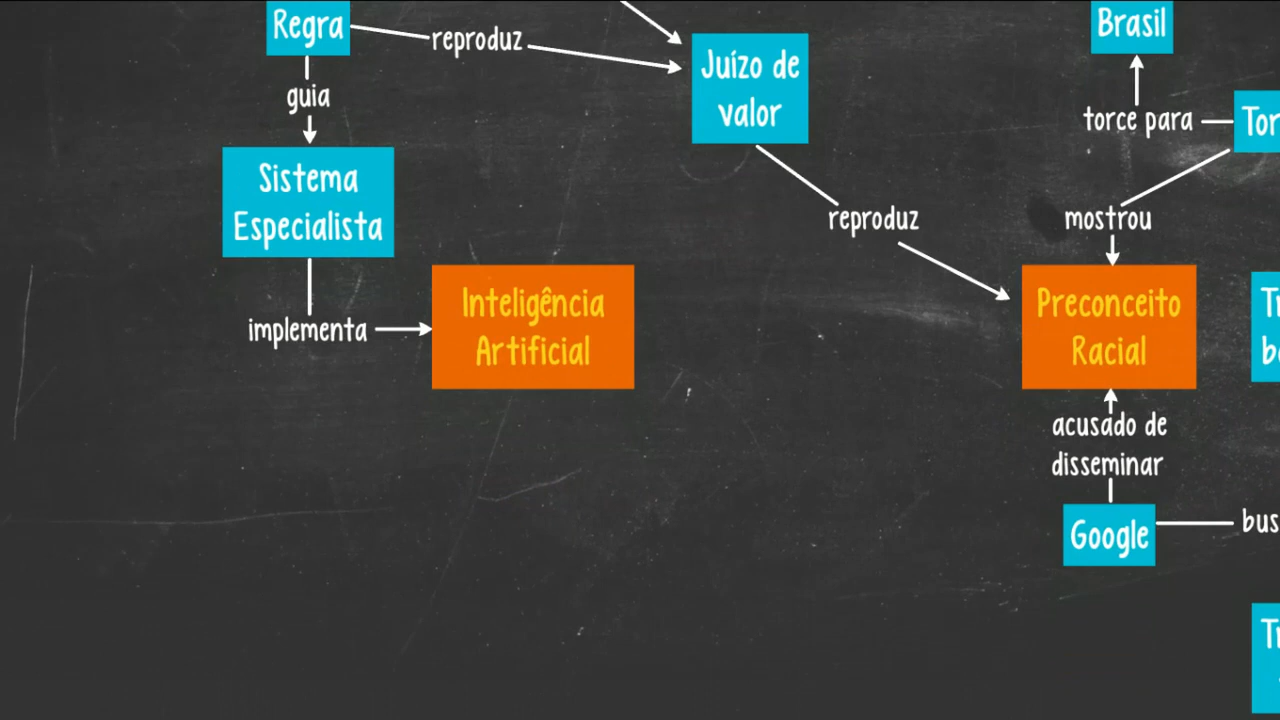 Regra
reproduz
guia
Sistema
Especialista
implementa
Inteligência
Artificial
Juízo de
valor
reproduz
Brasil
torce para
mostrou
Preconceito
Racial
acusado de
disseminar
Google